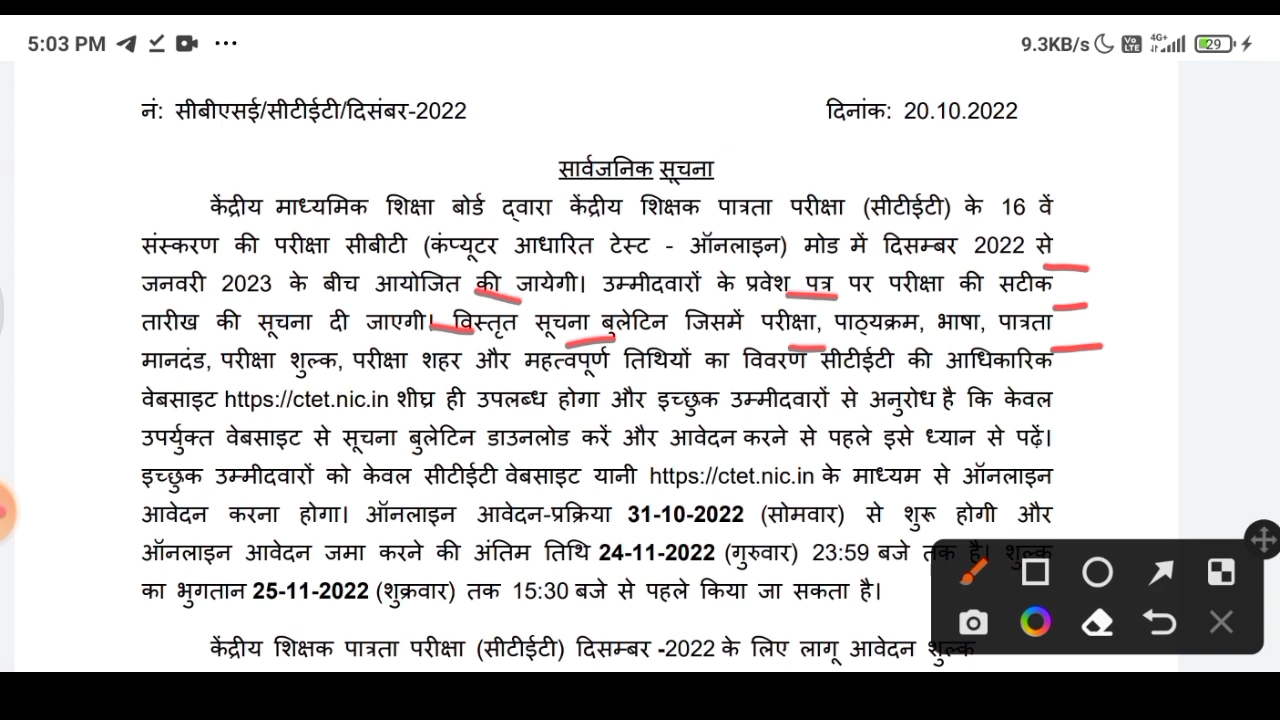 5:03 PM ... 9.3KB/s Vo LTE 4G+ 29
नं: सीबीएसई/सीटीईटी/दिसंबर-2022 दिनांक: 20.10.2022
सार्वजनिक सूचना
केंद्रीय माध्यमिक शिक्षा बोर्ड द्वारा केंद्रीय शिक्षक पात्रता परीक्षा (सीटीईटी) के 16 वें
संस्करण की परीक्षा सीबीटी (कंप्यूटर आधारित टेस्ट - ऑनलाइन) मोड में दिसम्बर 2022 से
जनवरी 2023 के बीच आयोजित की जायेगी। उम्मीदवारों के प्रवेश पत्र पर परीक्षा की सटीक
तारीख की सूचना दी जाएगी। विस्तृत सूचना बुलेटिन जिसमें परीक्षा, पाठ्यक्रम, भाषा, पात्रता
मानदंड, परीक्षा शुल्क, परीक्षा शहर और महत्वपूर्ण तिथियों का विवरण सीटीईटी की आधिकारिक
वेबसाइट https://ctet.nic.in शीघ्र ही उपलब्ध होगा और इच्छुक उम्मीदवारों से अनुरोध है कि केवल
उपर्युक्त वेबसाइट से सूचना बुलेटिन डाउनलोड करें और आवेदन करने से पहले इसे ध्यान से पढ़ें।
इच्छुक उम्मीदवारों को केवल सीटीईटी वेबसाइट यानी https://ctet.nic.in के माध्यम से ऑनलाइन
आवेदन करना होगा। ऑनलाइन आवेदन-प्रक्रिया 31-10-2022 (सोमवार) से शुरू होगी और
ऑनलाइन आवेदन जमा करने की अंतिम तिथि 24-11-2022 (गुरुवार) 23:59 बजे तक है। शुल्क
का भुगतान 25-11-2022 (शुक्रवार) तक 15:30 बजे से पहले किया जा सकता है।
केंद्रीय शिक्षक पात्रता परीक्षा (सीटीईटी) दिसम्बर -2022 के लिए लागू आवेदन शुल्क